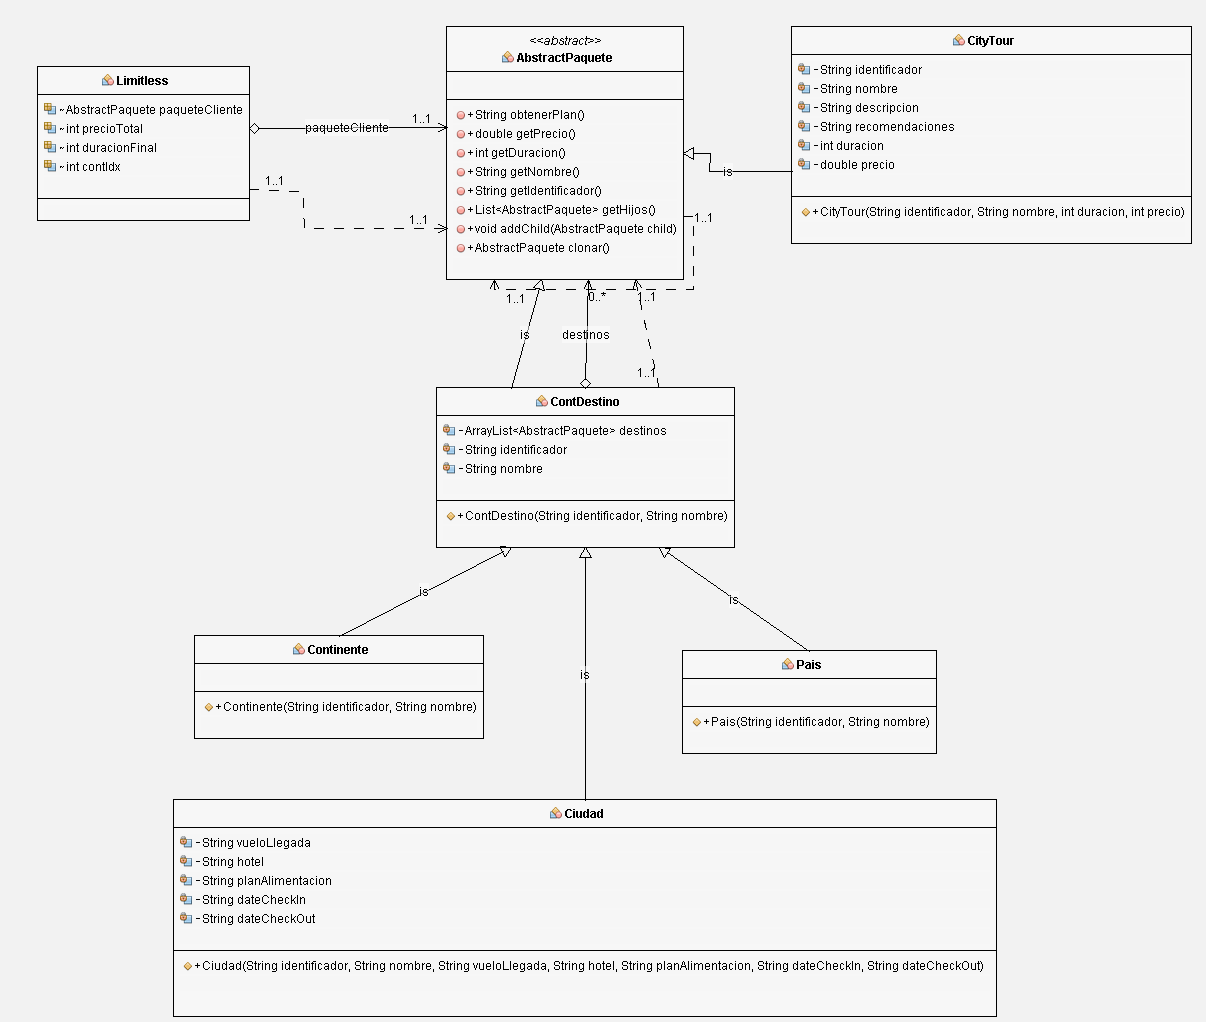 Limitless
~AbstractPaquete paqueteCliente
~int precioTotal
~int duracionFinal
~int contIdx
paqueteCliente
1..1
1..1
1..1
<<abstract>>
AbstractPaquete
+String obtenerPlan()
+double getPrecio()
+int getDuracion()
+String getNombre()
+String getIdentificador()
+List<AbstractPaquete> getHijos()
+void addChild(AbstractPaquete child)
+AbstractPaquete clonar()
is
CityTour
-String identificador
-String nombre
-String descripcion
-String recomendaciones
-int duracion
-double precio
+CityTour(String identificador, String nombre, int duracion, int precio)
1..1
1..1
0..*
1..1
is
destinos
1..1
ContDestino
-ArrayList<AbstractPaquete> destinos
-String identificador
-String nombre
+ContDestino(String identificador, String nombre)
is
is
is
Continente
+Continente(String identificador, String nombre)
Pais
+Pais(String identificador, String nombre)
Ciudad
-String vueloLlegada
-String hotel
-String planAlimentacion
-String dateCheckIn
-String dateCheckOut
+Ciudad(String identificador, String nombre, String vueloLlegada, String hotel, String planAlimentacion, String dateCheckIn, String dateCheckOut)